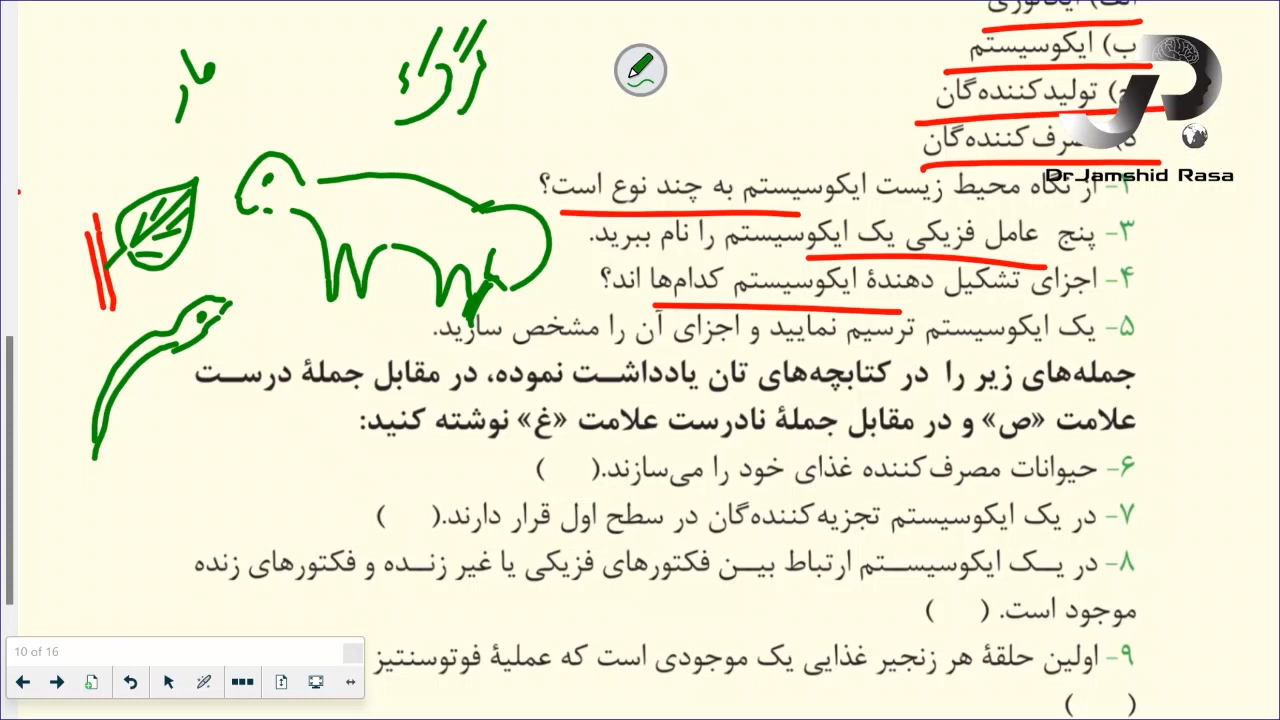 الف) ایکالوژی
ب) ایکوسیستم
ج) تولیدکننده‌گان
د) مصرف‌کننده‌گان
Dr Jamshid Rasa
۲- از نگاه محیط زیست ایکوسیستم به چند نوع است؟
۳- پنج عامل فزیکی یک ایکوسیستم را نام ببرید.
۴- اجزای تشکیل دهندهٔ ایکوسیستم کدام‌ها اند؟
۵- یک ایکوسیستم ترسیم نمایید و اجزای آن را مشخص سازید.
جمله‌های زیر را در کتابچه‌های تان یادداشت نموده، در مقابل جملهٔ درست
علامت «ص» و در مقابل جملهٔ نادرست علامت «غ» نوشته کنید:
۶- حیوانات مصرف‌کننده غذای خود را می‌سازند.( )
۷- در یک ایکوسیستم تجزیه‌کننده‌گان در سطح اول قرار دارند.( )
۸- در یک ایکوسیستم ارتباط بین فکتورهای فزیکی یا غیر زنده و فکتورهای زنده
موجود است. ( )
۹- اولین حلقهٔ هر زنجیر غذایی یک موجودی است که عملیهٔ فوتوسنتیز
( )
10 of 16